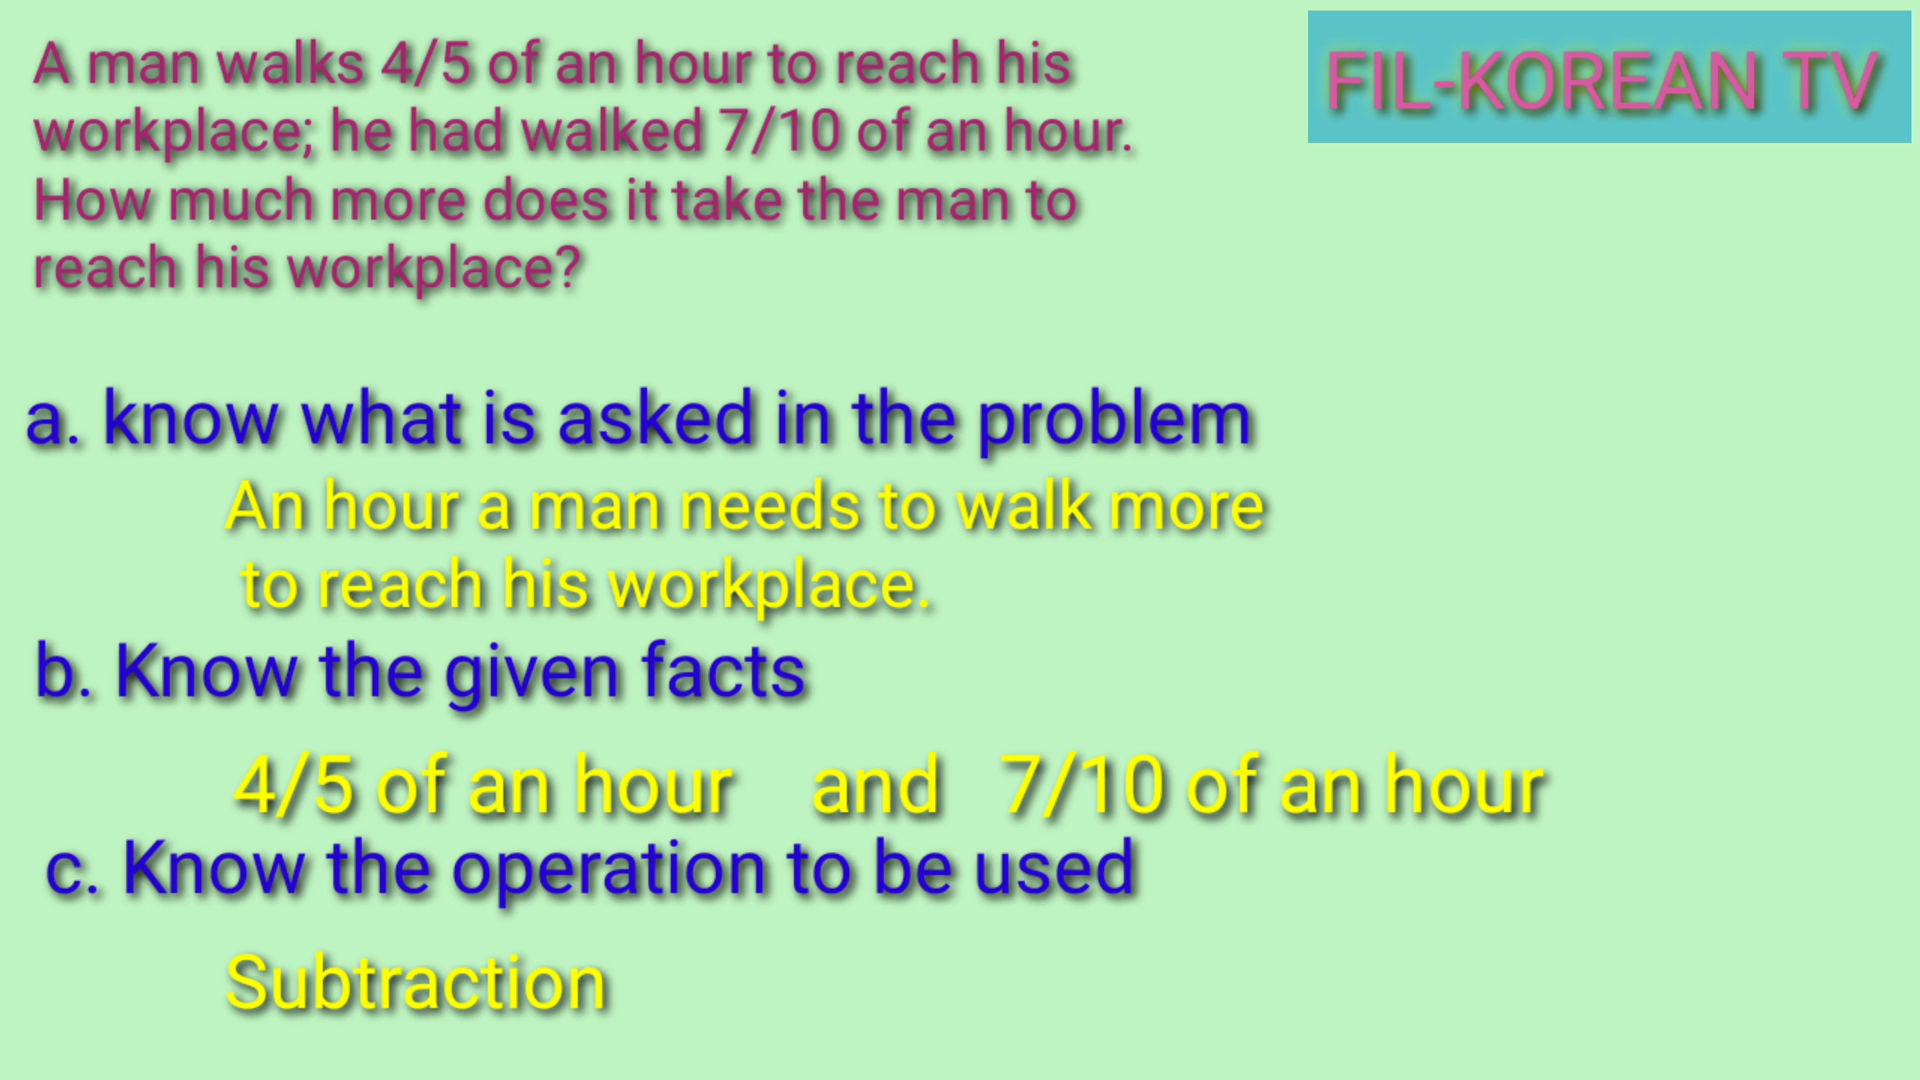 A man walks 4/5 of an hour to reach his
workplace; he had walked 7/10 of an hour.
How much more does it take the man to
reach his workplace?
FIL-KOREAN TV
a. know what is asked in the problem
An hour a man needs to walk more
to reach his workplace.
b. Know the given facts
4/5 of an hour and 7/10 of an hour
c. Know the operation to be used
Subtraction